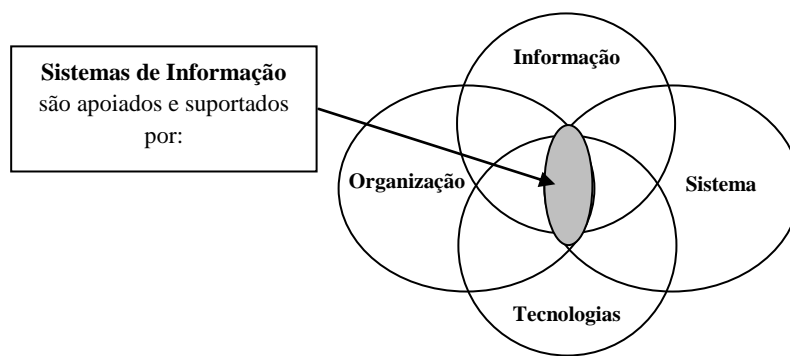 Sistemas de Informação
são apoiados e suportados
por:
Informação
Organização
Sistema
Tecnologias